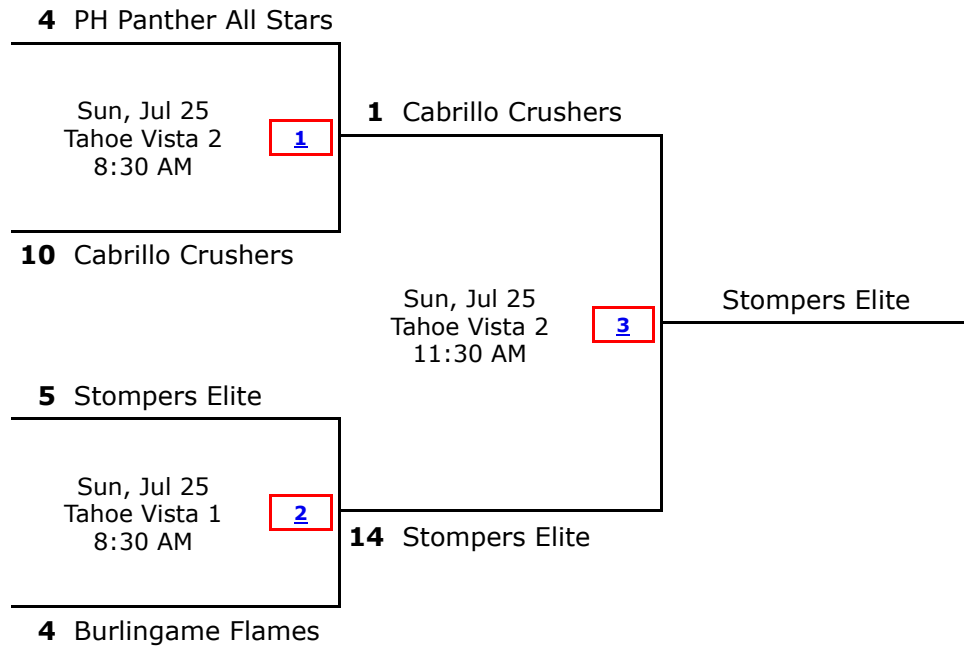 4 PH Panther All Stars
Sun, Jul 25
Tahoe Vista 2
8:30 AM
1
10 Cabrillo Crushers
1 Cabrillo Crushers
Sun, Jul 25
Tahoe Vista 2
11:30 AM
3
Stompers Elite
5 Stompers Elite
Sun, Jul 25
Tahoe Vista 1
8:30 AM
2
14 Stompers Elite
4 Burlingame Flames